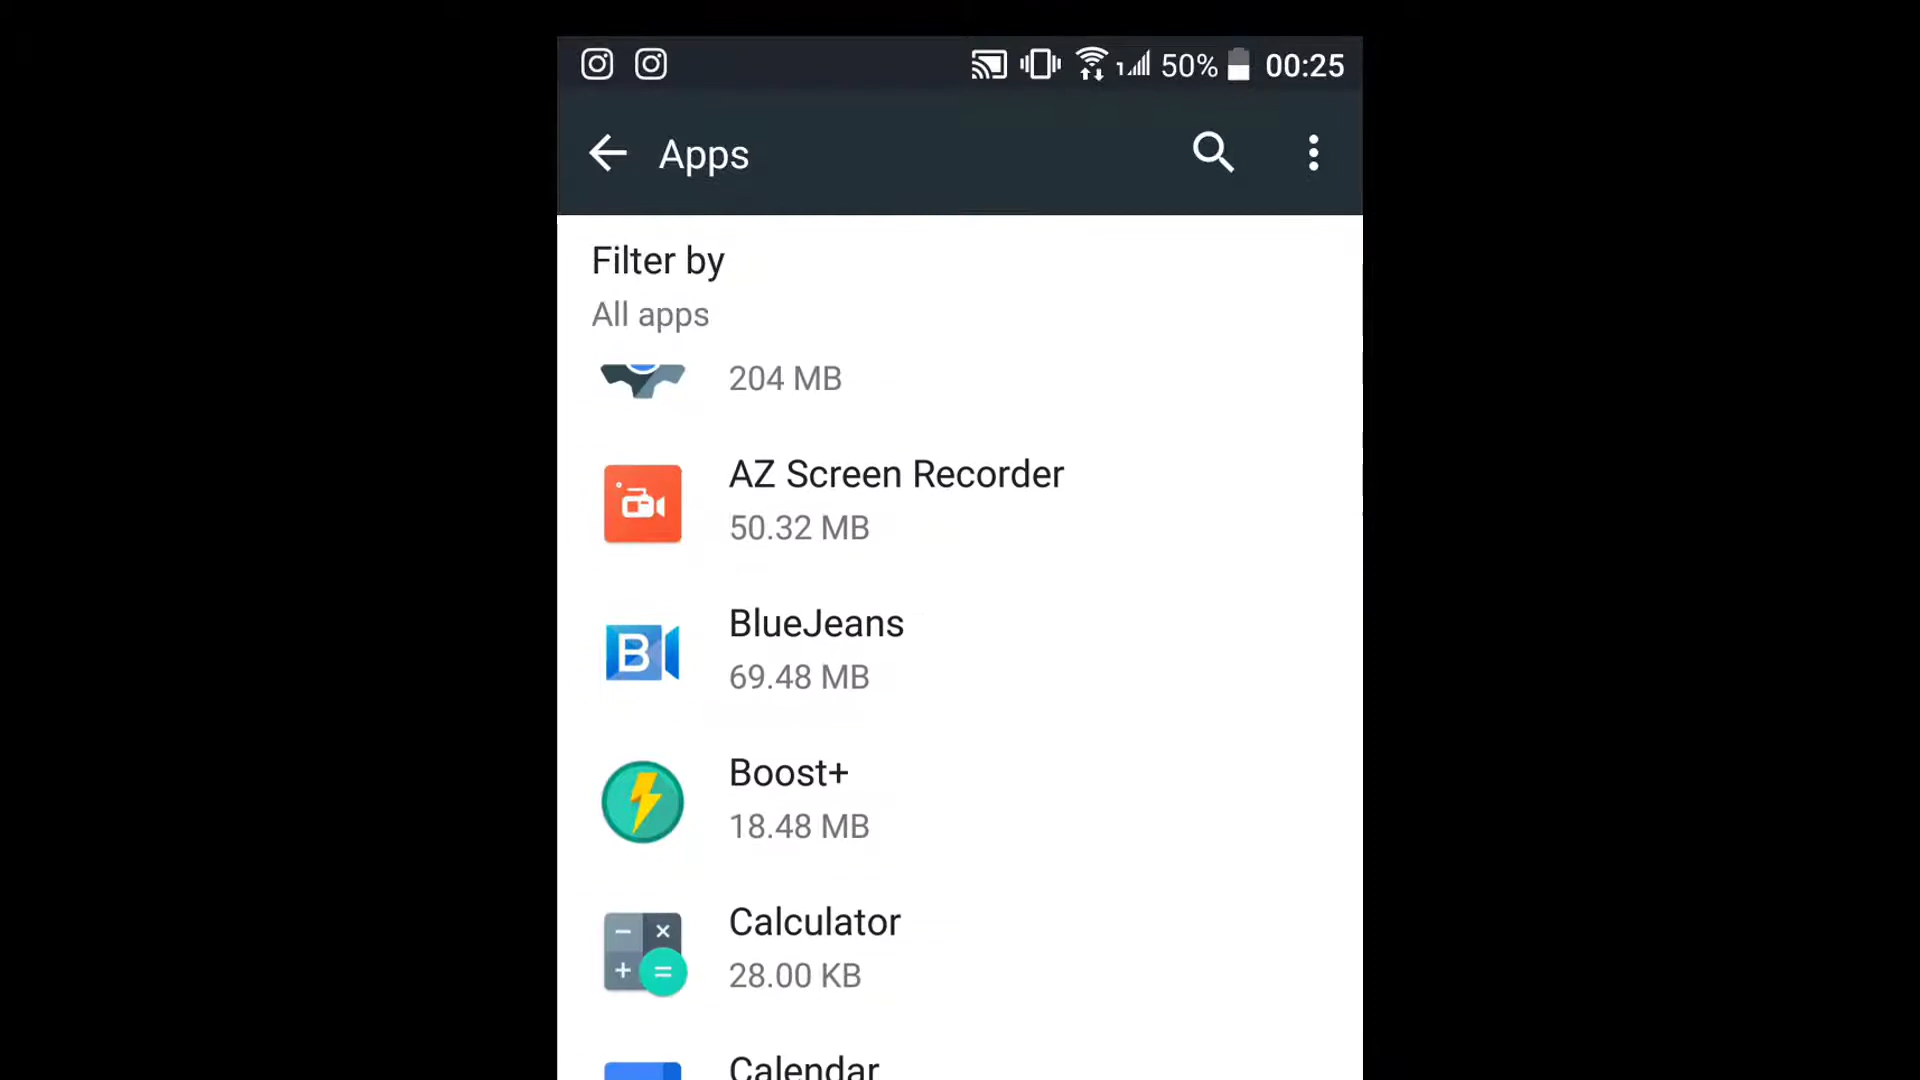 50% 00:25
Apps
Filter by
All apps
204 MB
AZ Screen Recorder
50.32 MB
B
BlueJeans
69.48 MB
Boost+
18.48 MB
Calculator
28.00 KB
Calendar